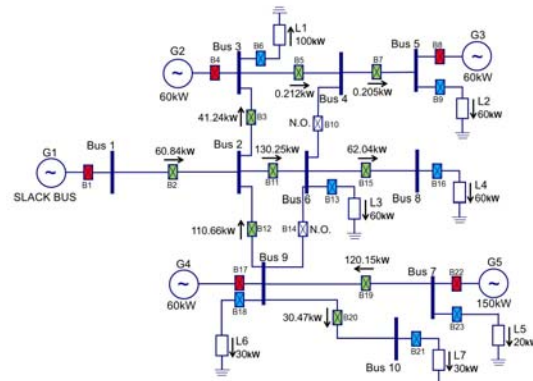 L1
100kW
G2
60kW
B4
Bus 3
B6
B5
0.212kW
Bus 4
B7
0.205kW
Bus 5
B8
G3
60kW
B9
L2
60kW
41.24kW
B3
N.O.
B10
G1
SLACK BUS
B1
Bus 1
60.84kW
B2
Bus 2
130.25kW
B11
Bus 6
62.04kW
B15
Bus 8
B16
L4
60kW
B13
L3
60kW
110.66kW
B12
B14
N.O.
G4
60kW
B17
Bus 9
B18
120.15kW
B19
Bus 7
B22
G5
150kW
B23
L5
20kW
30.47kW
B20
L6
30kW
Bus 10
B21
L7
30kW